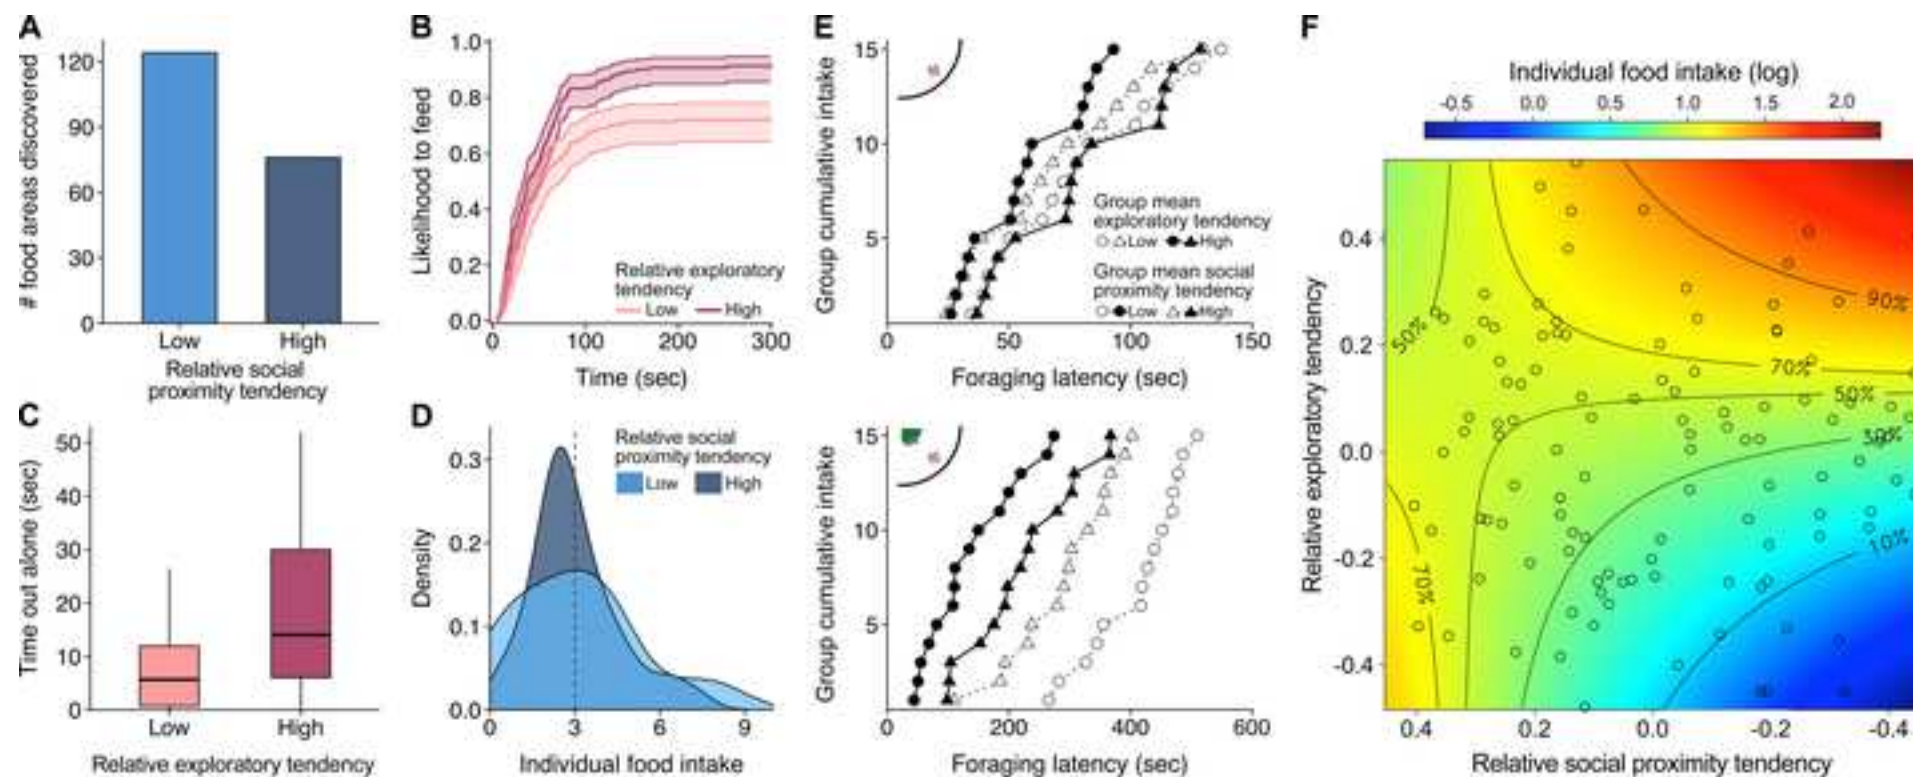 A
# food areas discovered
120
90
60
30
0
Low
High
Relative social
proximity tendency
B
Likelihood to feed
1.0
0.8
0.6
0.4
0.2
0.0
Relative exploratory
tendency
Low
High
0
100
200
300
Time (sec)
C
Time out alone (sec)
50
40
30
20
10
0
Low
High
Relative exploratory tendency
D
Density
0.3
0.2
0.1
0.0
Relative social
proximity tendency
Low
High
0
3
6
9
Individual food intake
E
Group cumulative intake
15
10
5
Group mean
exploratory tendency
Low
High
Group mean social
proximity tendency
Low
High
0
50
100
150
Foraging latency (sec)
Group cumulative intake
15
10
5
0
200
400
600
Foraging latency (sec)
F
Individual food intake (log)
-0.5
0.0
0.5
1.0
1.5
2.0
Relative exploratory tendency
0.4
0.2
0.0
-0.2
-0.4
90%
50%
70%
50%
30%
10%
70%
0.4
0.2
0.0
-0.2
-0.4
Relative social proximity tendency